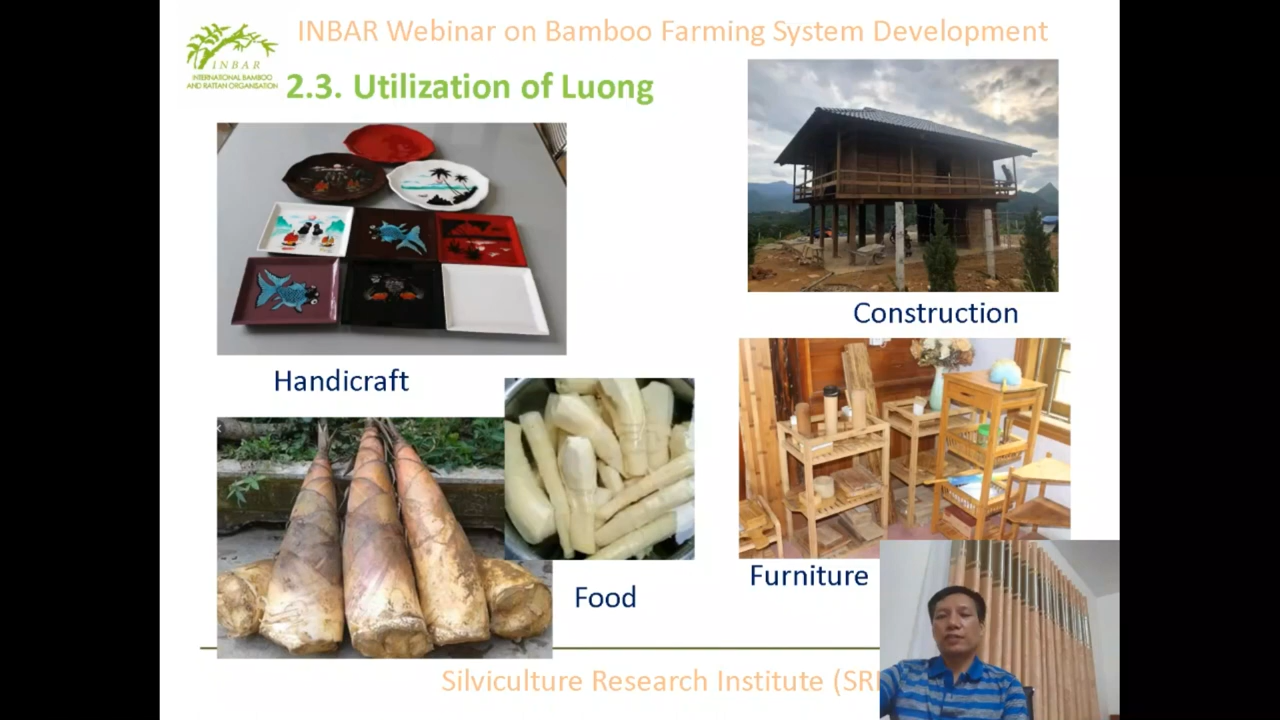 INBAR Webinar on Bamboo Farming System Development
INBAR
INTERNATIONAL BAMBOO
AND RATTAN ORGANISATION
2.3. Utilization of Luong
Construction
Handicraft
Furniture
Food
Silviculture Research Institute